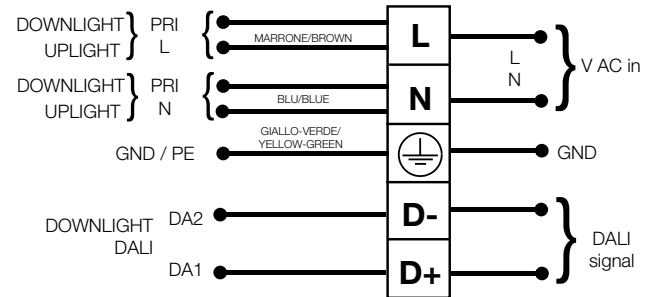 DOWNLIGHT PRI
UPLIGHT L
MARRONE/BROWN
L
L
N
V AC in
DOWNLIGHT PRI
UPLIGHT N
BLU/BLUE
N
GIALLO-VERDE/
YELLOW-GREEN
GND / PE
GND
DOWNLIGHT
DALI
DA2
D-
DA1
D+
DALI
signal